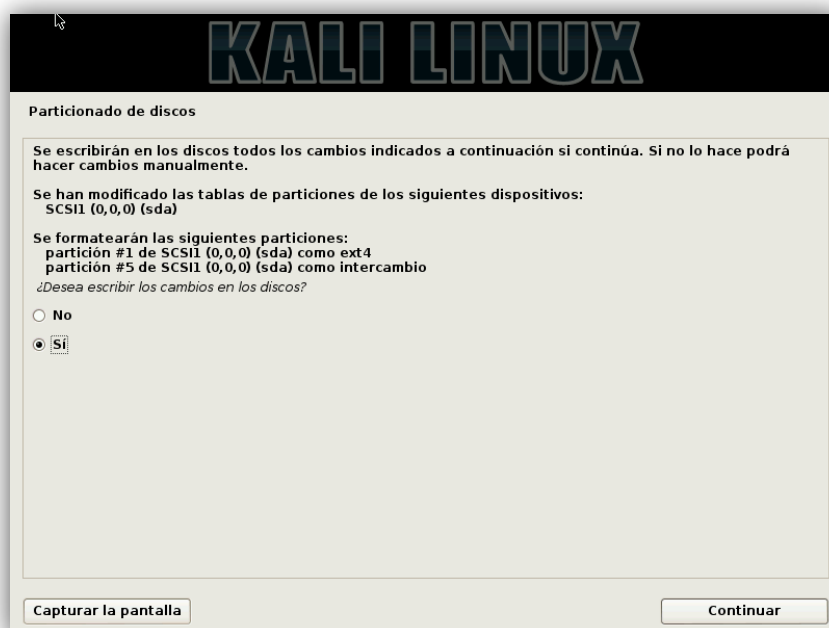 KALI LINUX
Particionado de discos
Se escribirán en los discos todos los cambios indicados a continuación si continúa. Si no lo hace podrá
hacer cambios manualmente.
Se han modificado las tablas de particiones de los siguientes dispositivos:
SCSI1 (0,0,0) (sda)
Se formatearán las siguientes particiones:
partición #1 de SCSI1 (0,0,0) (sda) como ext4
partición #5 de SCSI1 (0,0,0) (sda) como intercambio
¿Desea escribir los cambios en los discos?
No
Sí
Capturar la pantalla
Continuar